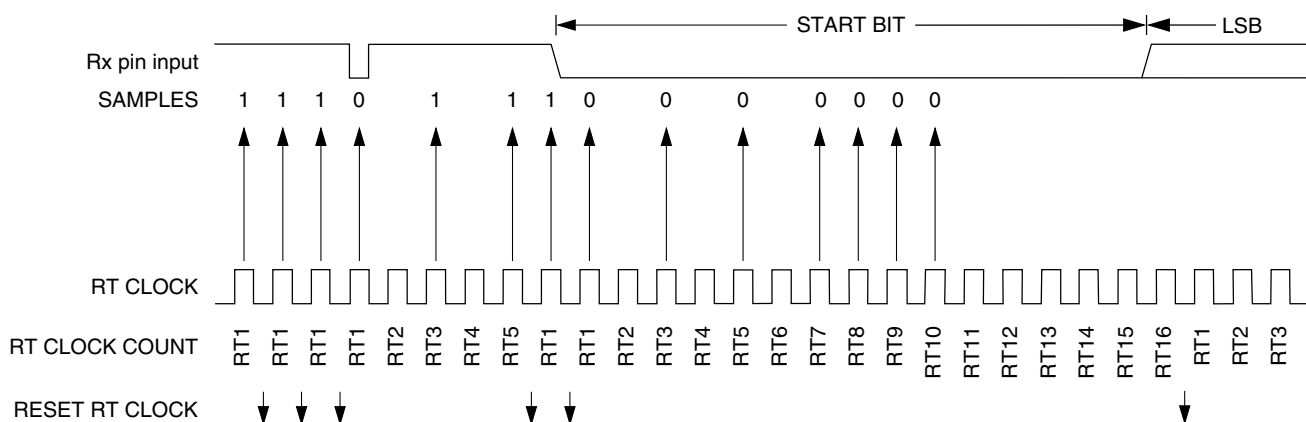 START BIT LSB
Rx pin input
SAMPLES 1 1 1 0 1 1 1 0 0 0 0 0 0 0
RT CLOCK
RT CLOCK COUNT RT1 RT1 RT1 RT1 RT2 RT3 RT4 RT5 RT1 RT1 RT2 RT3 RT4 RT5 RT6 RT7 RT8 RT9 RT10 RT11 RT12 RT13 RT14 RT15 RT16 RT1 RT2 RT3
RESET RT CLOCK